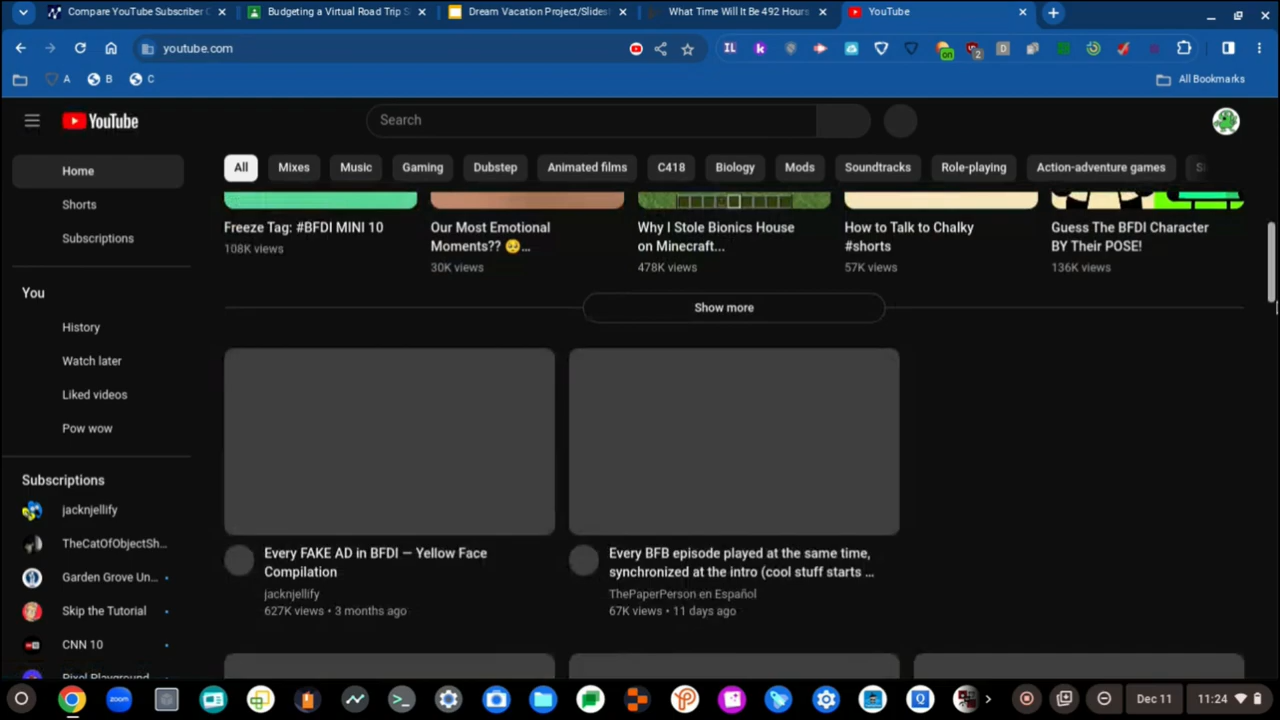 Compare YouTube Subscriber C
Budgeting a Virtual Road Trip S
Dream Vacation Project/Slides
What Time Will It Be 492 Hours
YouTube
youtube.com
IL
k
on
2
D
A
B
C
All Bookmarks
YouTube
Search
Home
Shorts
Subscriptions
You
History
Watch later
Liked videos
Pow wow
Subscriptions
jacknjellify
TheCatOfObjectSh...
Garden Grove Un...
Skip the Tutorial
CNN 10
Pixel Playground
All
Mixes
Music
Gaming
Dubstep
Animated films
C418
Biology
Mods
Soundtracks
Role-playing
Action-adventure games
Freeze Tag: #BFDI MINI 10
108K views
Our Most Emotional
Moments?? 🥺...
30K views
Why I Stole Bionics House
on Minecraft...
478K views
How to Talk to Chalky
#shorts
57K views
Guess The BFDI Character
BY Their POSE!
136K views
Show more
Every FAKE AD in BFDI — Yellow Face
Compilation
jacknjellify
627K views • 3 months ago
Every BFB episode played at the same time,
synchronized at the intro (cool stuff starts ...
ThePaperPerson en Español
67K views • 11 days ago
zoom
Q
Dec 11
11:24